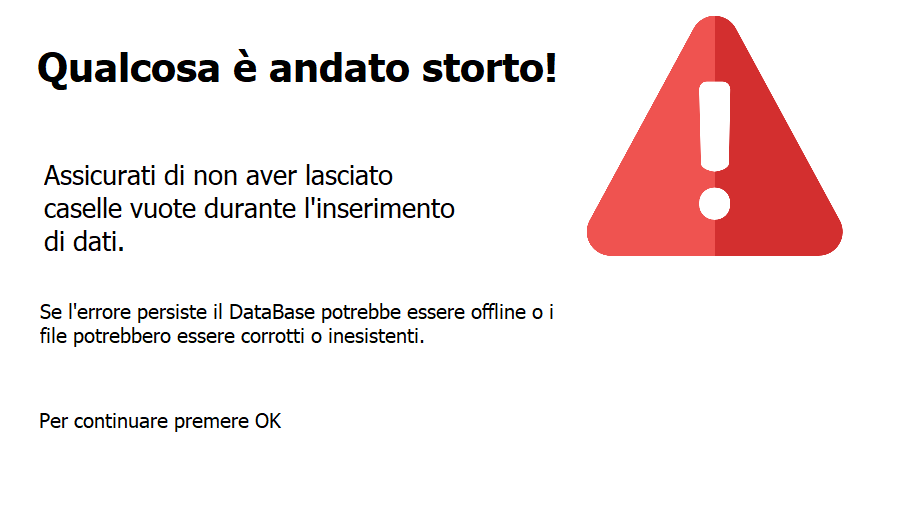 Qualcosa è andato storto!
Assicurati di non aver lasciato
caselle vuote durante l'inserimento
di dati.
Se l'errore persiste il DataBase potrebbe essere offline o i
file potrebbero essere corrotti o inesistenti.
Per continuare premere OK